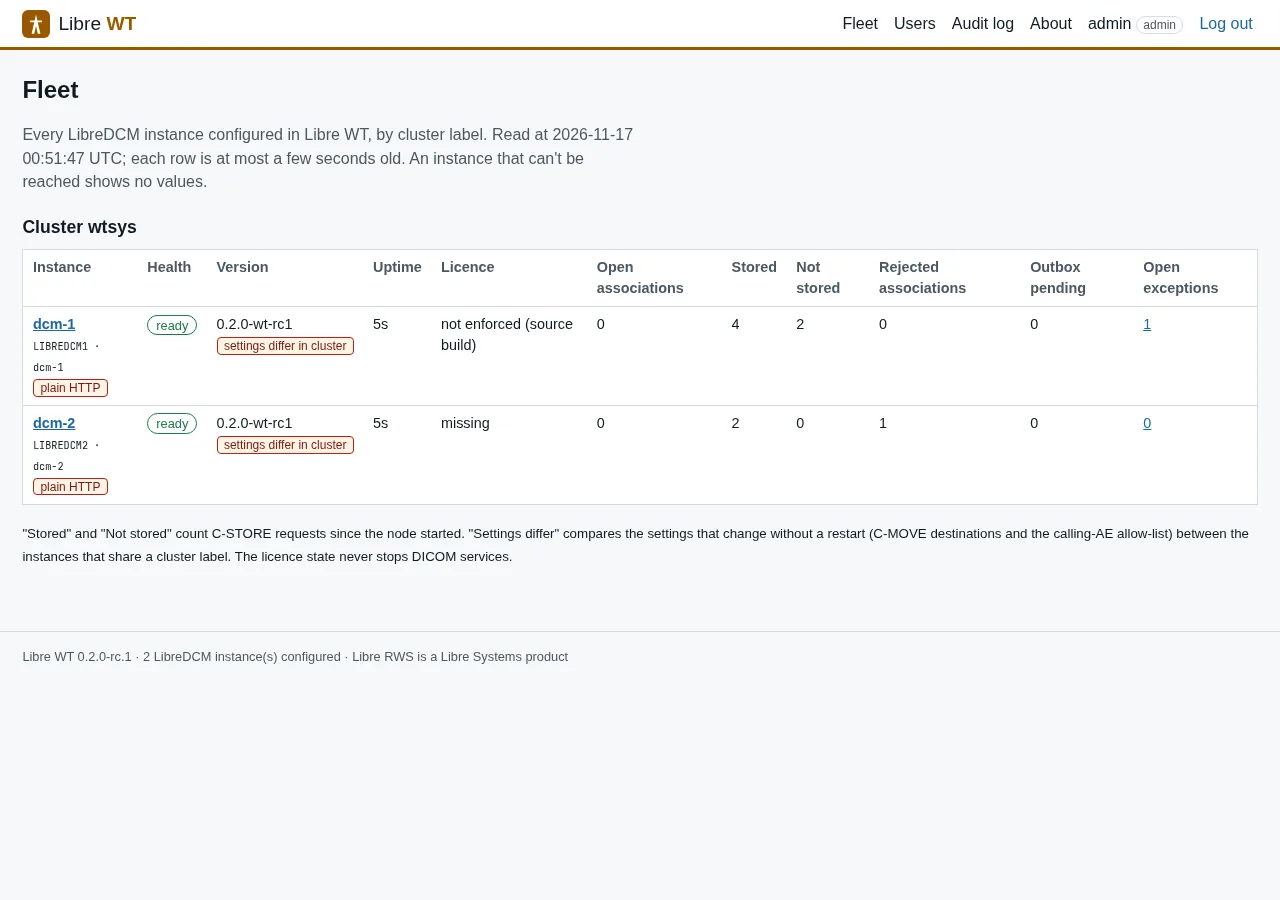 Libre WT
Fleet Users Audit log About admin admin Log out
Fleet
Every LibreDCM instance configured in Libre WT, by cluster label. Read at 2026-11-17
00:51:47 UTC; each row is at most a few seconds old. An instance that can't be
reached shows no values.
Cluster wtsys
Instance Health Version Uptime Licence Open associations Stored Not stored Rejected associations Outbox pending Open exceptions
dcm-1 ready 0.2.0-wt-rc1 5s not enforced (source build) 0 4 2 0 0 1
LIBREDCM1 · settings differ in cluster
dcm-1
plain HTTP
dcm-2 ready 0.2.0-wt-rc1 5s missing 0 2 0 1 0 0
LIBREDCM2 · settings differ in cluster
dcm-2
plain HTTP
"Stored" and "Not stored" count C-STORE requests since the node started. "Settings differ" compares the settings that change without a restart (C-MOVE destinations and the calling-AE allow-list) between the
instances that share a cluster label. The licence state never stops DICOM services.
Libre WT 0.2.0-rc.1 · 2 LibreDCM instance(s) configured · Libre RWS is a Libre Systems product